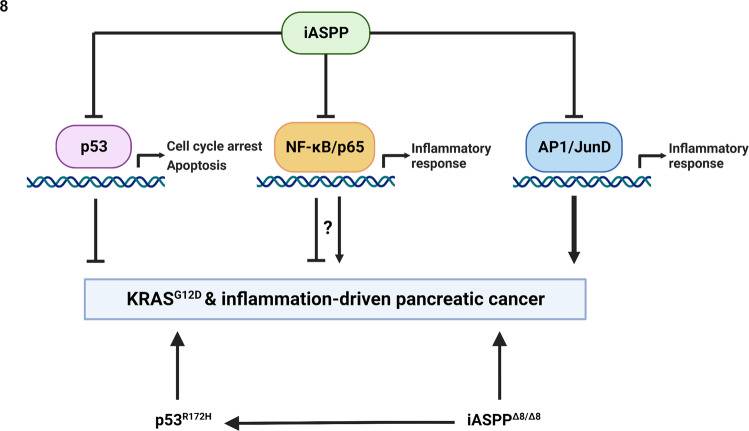 8
iASPP
p53
Cell cycle arrest
Apoptosis
NF-κB/p65
Inflammatory
response
AP1/JunD
Inflammatory
response
?
KRASG12D & inflammation-driven pancreatic cancer
p53R172H
iASPPΔ8/Δ8